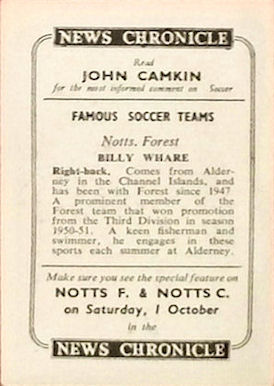 NEWS CHRONICLE
Read
JOHN CAMKIN
for the most informed comment on Soccer
FAMOUS SOCCER TEAMS
Notts. Forest
BILLY WHARE
Right-back. Comes from Alder-
ney in the Channel Islands, and
has been with Forest since 1947
A prominent member of the
Forest team that won promotion
from the Third Division in season
1950-51. A keen fisherman and
swimmer, he engages in these
sports each summer at Alderney.
Make sure you see the special feature on
NOTTS F. & NOTTS C.
on Saturday, 1 October
in the
NEWS CHRONICLE